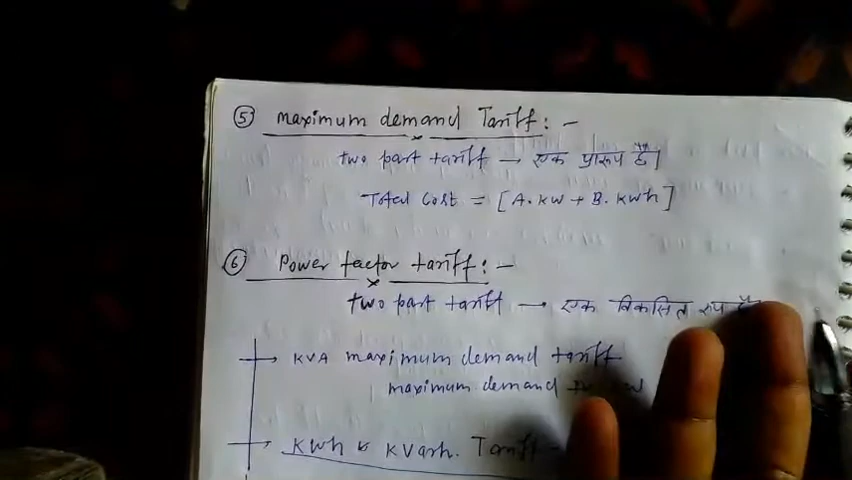 ⑤ maximum demand Tariff : -
two part tariff → एक प्रारूप है।
Total Cost = [A. KW + B. KWh]
⑥ Power factor tariff : -
two part tariff → एक विकसित रूप है
→ KVA maximum demand tariff
maximum demand
→ KWh & KVarh. Tariff -